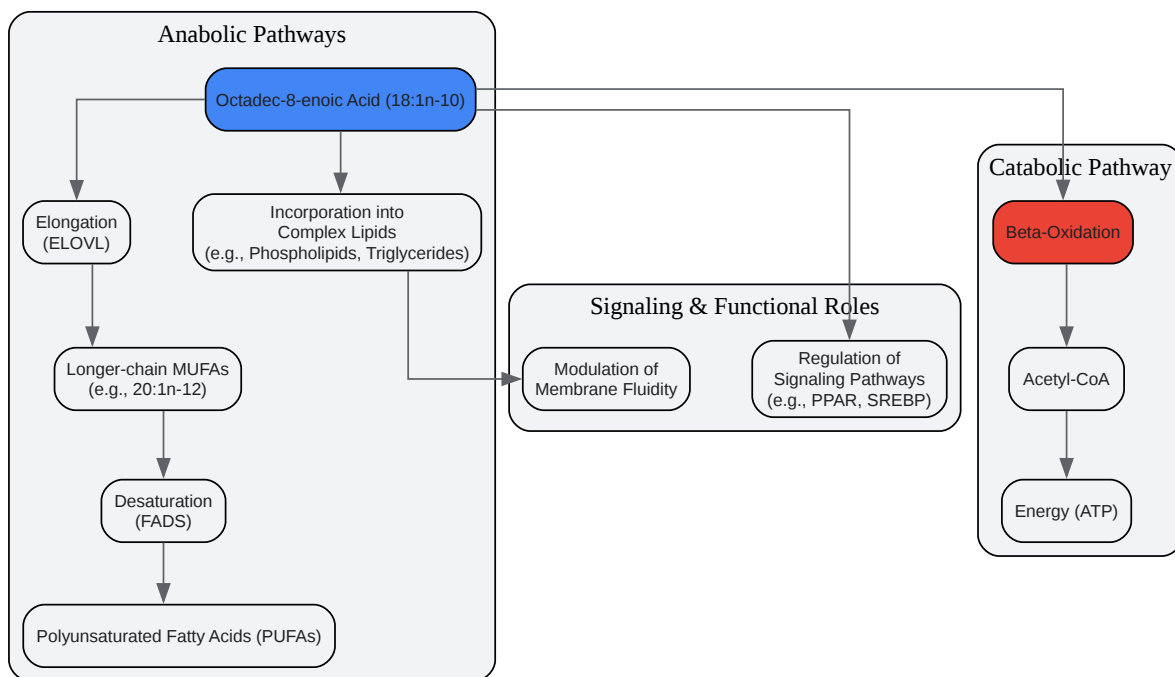 Anabolic Pathways
Octadec-8-enoic Acid (18:1n-10)
Elongation
(ELOVL)
Incorporation into
Complex Lipids
(e.g., Phospholipids, Triglycerides)
Longer-chain MUFAs
(e.g., 20:1n-12)
Desaturation
(FADS)
Polyunsaturated Fatty Acids (PUFAs)
Signaling & Functional Roles
Modulation of
Membrane Fluidity
Regulation of
Signaling Pathways
(e.g., PPAR, SREBP)
Catabolic Pathway
Beta-Oxidation
Acetyl-CoA
Energy (ATP)